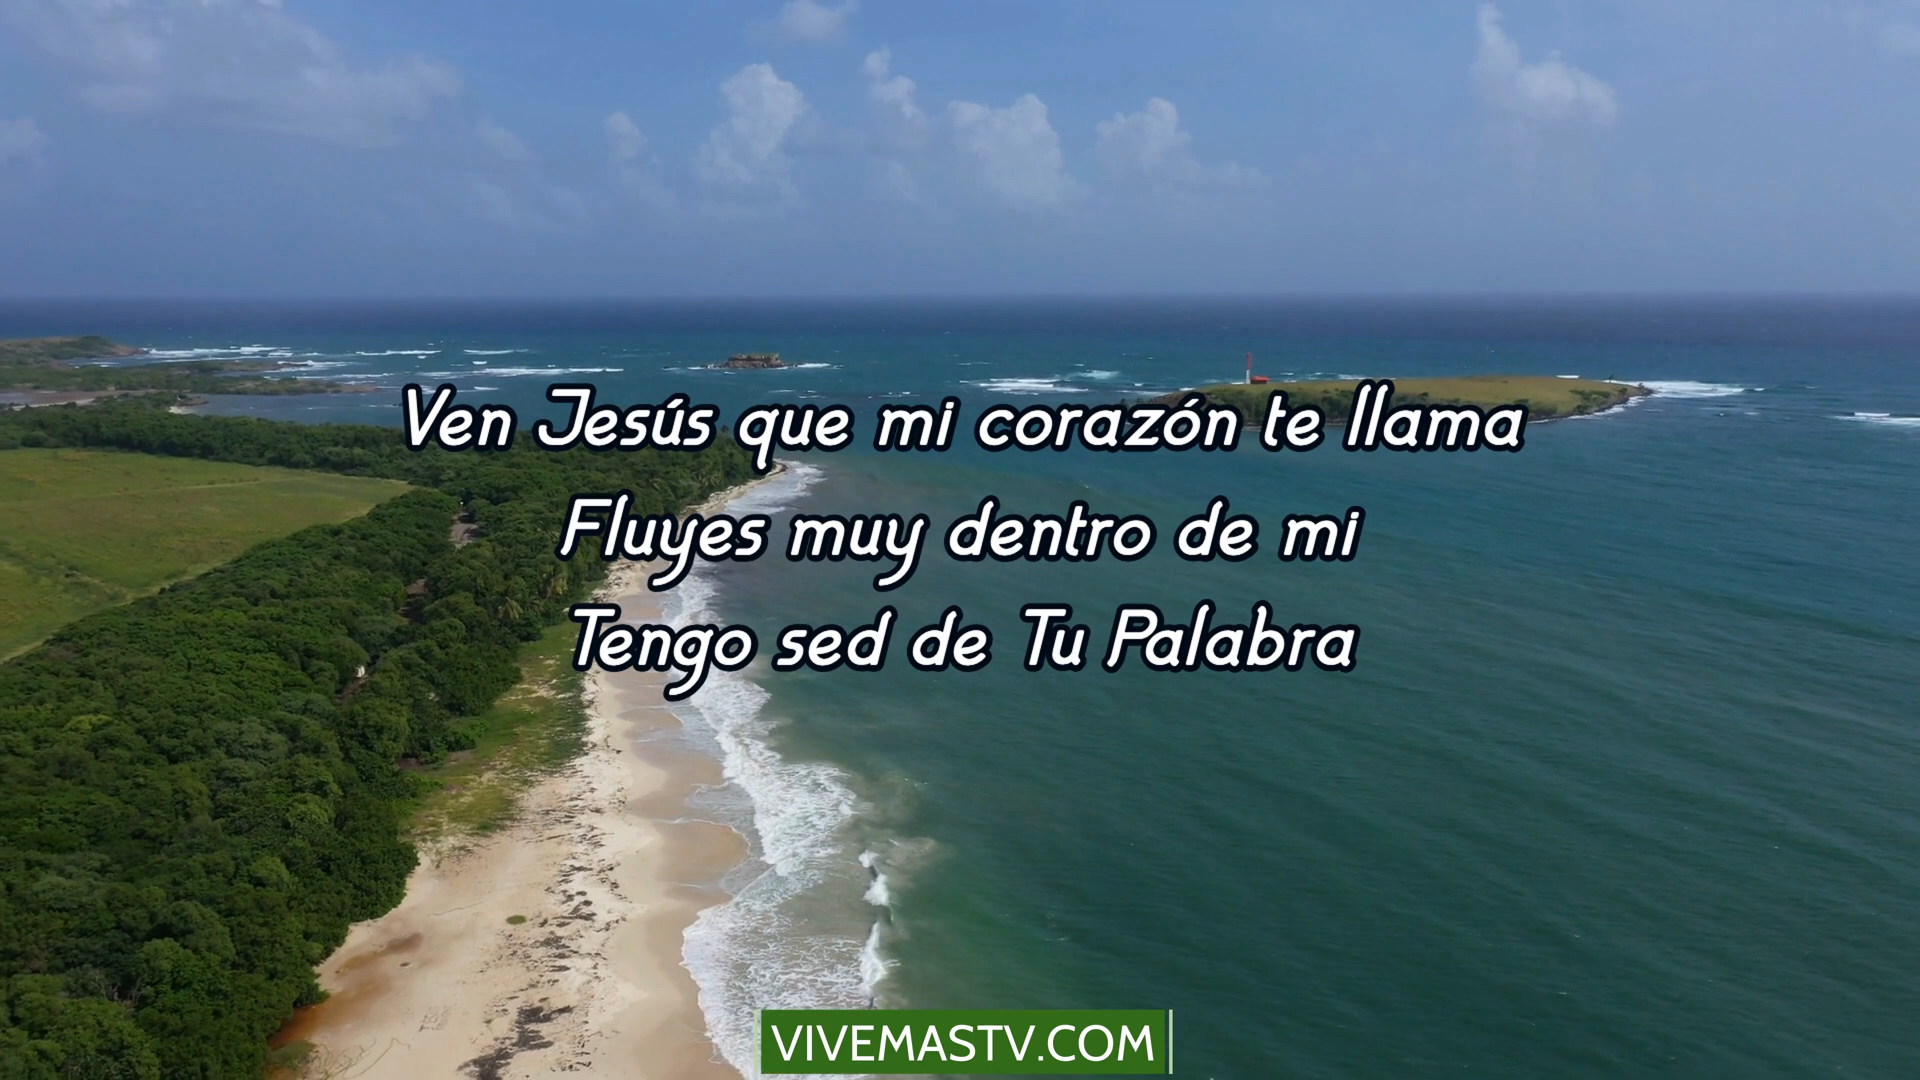 Ven Jesús que mi corazón te llama
Fluyes muy dentro de mi
Tengo sed de Tu Palabra
VIVEMASTV.COM